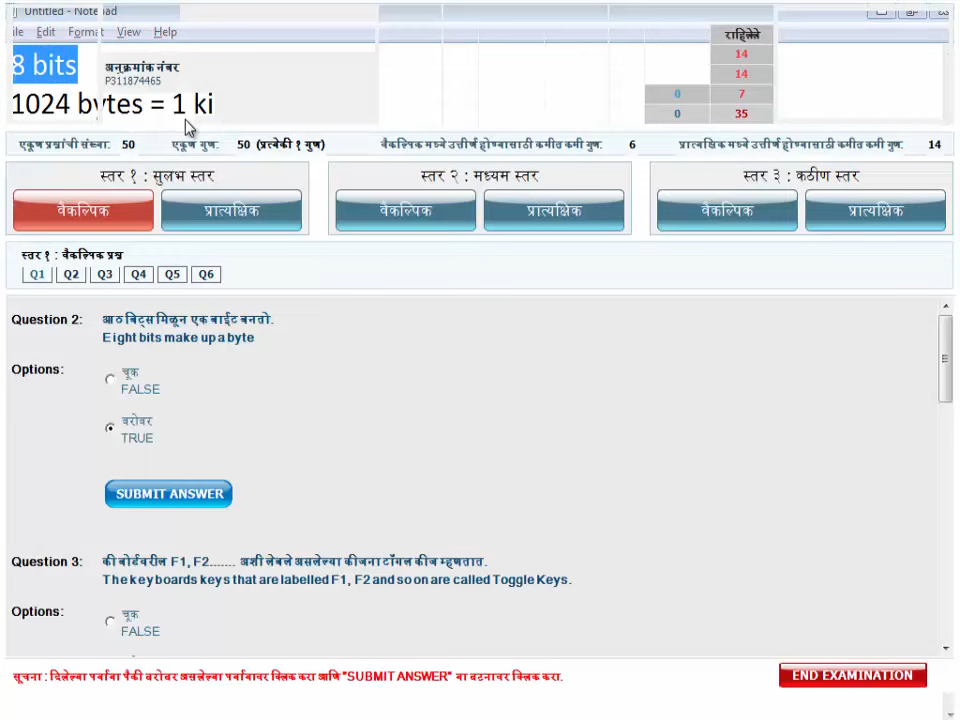 Untitled - Notepad
ile Edit Format View Help
8 bits
1024 bytes = 1 ki
अनुक्रमांक नंबर
P311874465
राहिलेले
14
14
0 7
0 35
एकूण प्रश्नांची संख्या: 50 एकूण गुण: 50 (प्रत्येकी १ गुण) वैकल्पिक मध्ये उत्तीर्ण होण्यासाठी कमीत कमी गुण: 6 प्रात्यक्षिक मध्ये उत्तीर्ण होण्यासाठी कमीत कमी गुण: 14
स्तर १ : सुलभ स्तर स्तर २ : मध्यम स्तर स्तर ३ : कठीण स्तर
वैकल्पिक प्रात्यक्षिक वैकल्पिक प्रात्यक्षिक वैकल्पिक प्रात्यक्षिक
स्तर १ : वैकल्पिक प्रश्न
Q1 Q2 Q3 Q4 Q5 Q6
Question 2: आठ बिट्स मिळून एक बाईट बनतो.
Eight bits make up a byte
Options: चूक
FALSE
बरोबर
TRUE
SUBMIT ANSWER
Question 3: की बोर्डवरील F1, F2....... अशी लेबले असलेल्या कीजना टॉगल कीज म्हणतात.
The keyboards keys that are labelled F1, F2 and so on are called Toggle Keys.
Options: चूक
FALSE
सूचना : दिलेल्या पर्याया पैकी बरोबर असलेल्या पर्यायावर क्लिक करा आणि "SUBMIT ANSWER" या बटनावर क्लिक करा.
END EXAMINATION